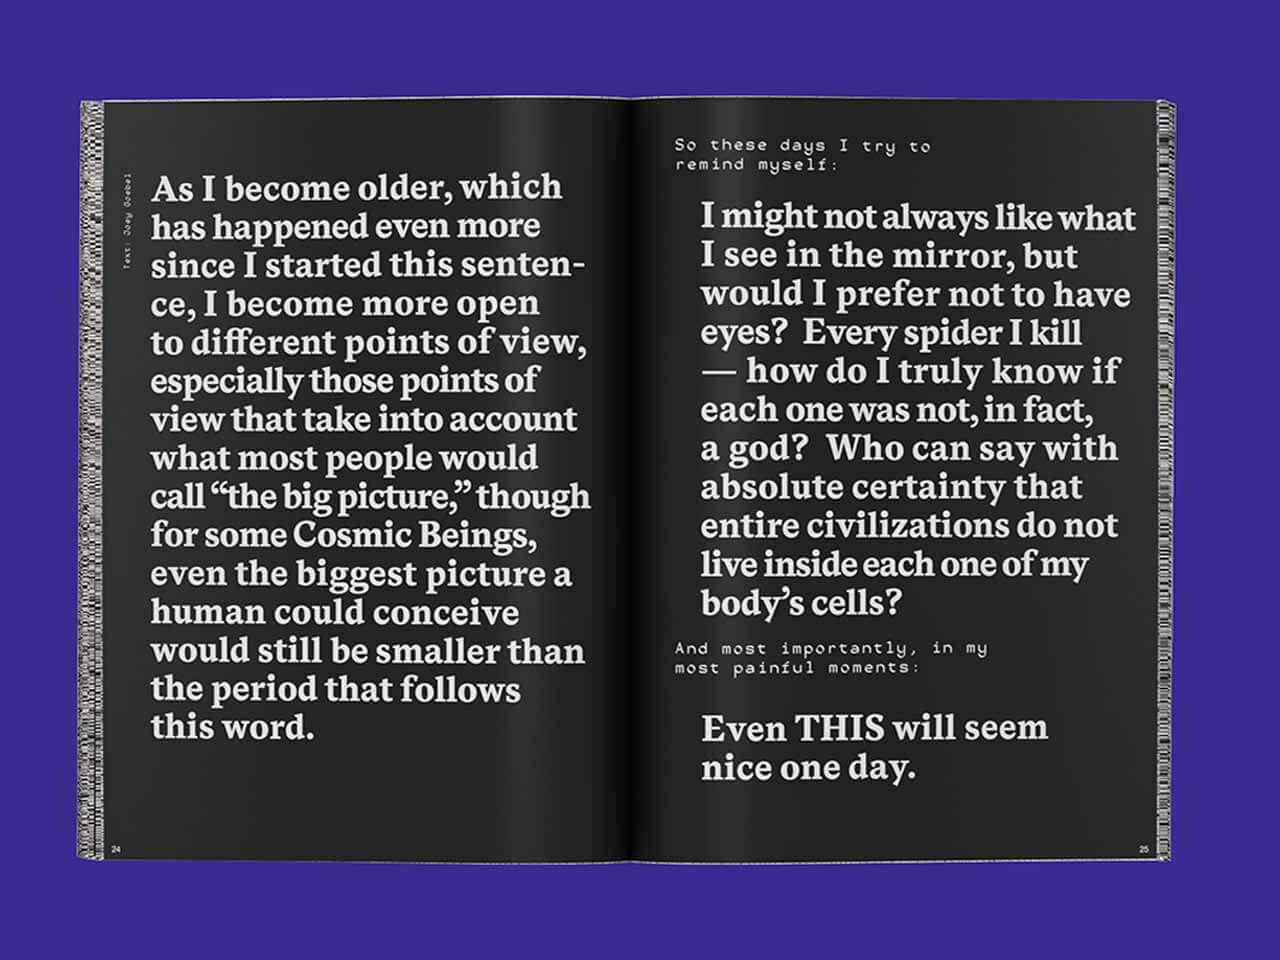 Text: Joey Goebel
As I become older, which
has happened even more
since I started this senten-
ce, I become more open
to different points of view,
especially those points of
view that take into account
what most people would
call “the big picture,” though
for some Cosmic Beings,
even the biggest picture a
human could conceive
would still be smaller than
the period that follows
this word.
24
So these days I try to
remind myself:
I might not always like what
I see in the mirror, but
would I prefer not to have
eyes? Every spider I kill
— how do I truly know if
each one was not, in fact,
a god? Who can say with
absolute certainty that
entire civilizations do not
live inside each one of my
body’s cells?
And most importantly, in my
most painful moments:
Even THIS will seem
nice one day.
25